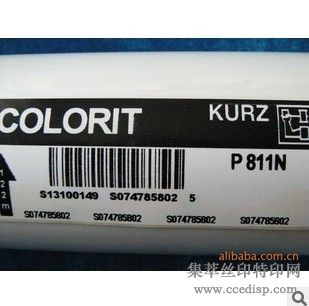 COLORIT KURZ
P 811N
122m
S13100149 S074785802 5
S074785802 S074785802 S074785802 S074785802
alibaba.com.cn
集萃丝印特印网
www.ccedisp.com